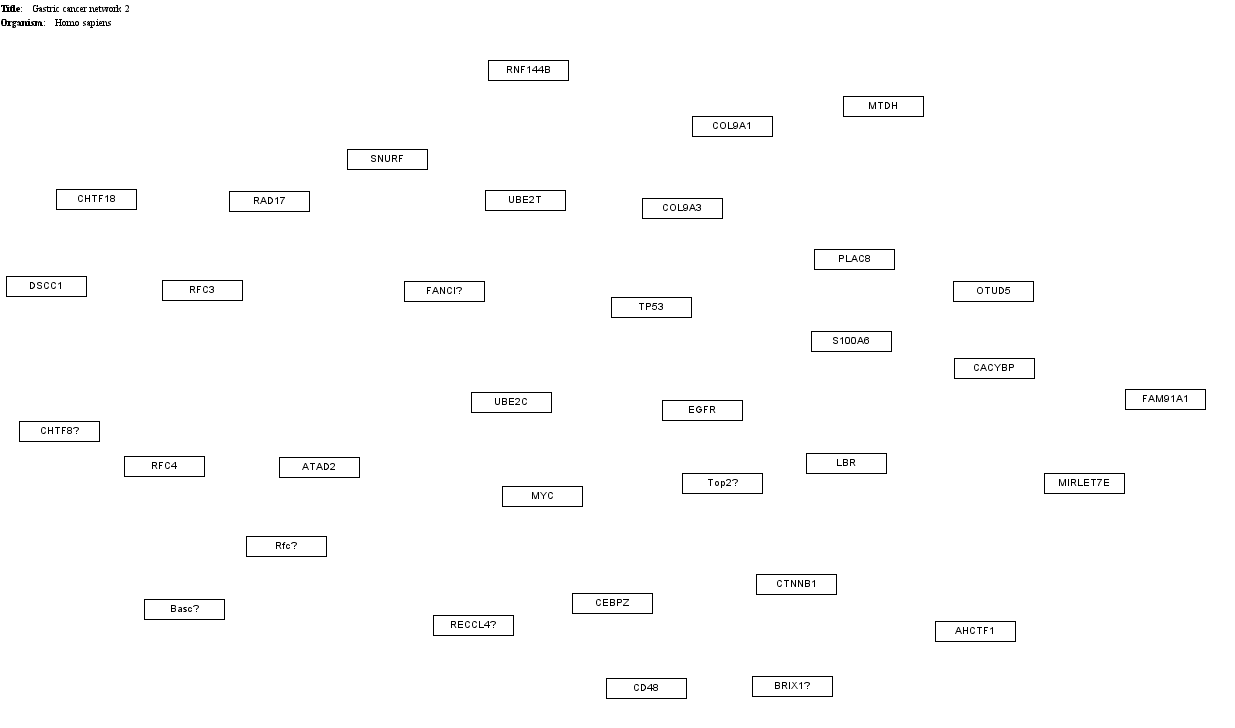 Title: Gastric cancer network 2
Organism: Homo sapiens
RNF144B
MTDH
COL9A1
SNURF
CHTF18
RAD17
UBE2T
COL9A3
PLAC8
DSCC1
RFC3
FANCI?
OTUD5
TP53
S100A6
CACYBP
FAM91A1
UBE2C
EGFR
CHTF8?
LBR
RFC4
ATAD2
Top2?
MIRLET7E
MYC
Rfc?
CTNNB1
CEBPZ
Basc?
RECCL4?
AHCTF1
BRIX1?
CD48